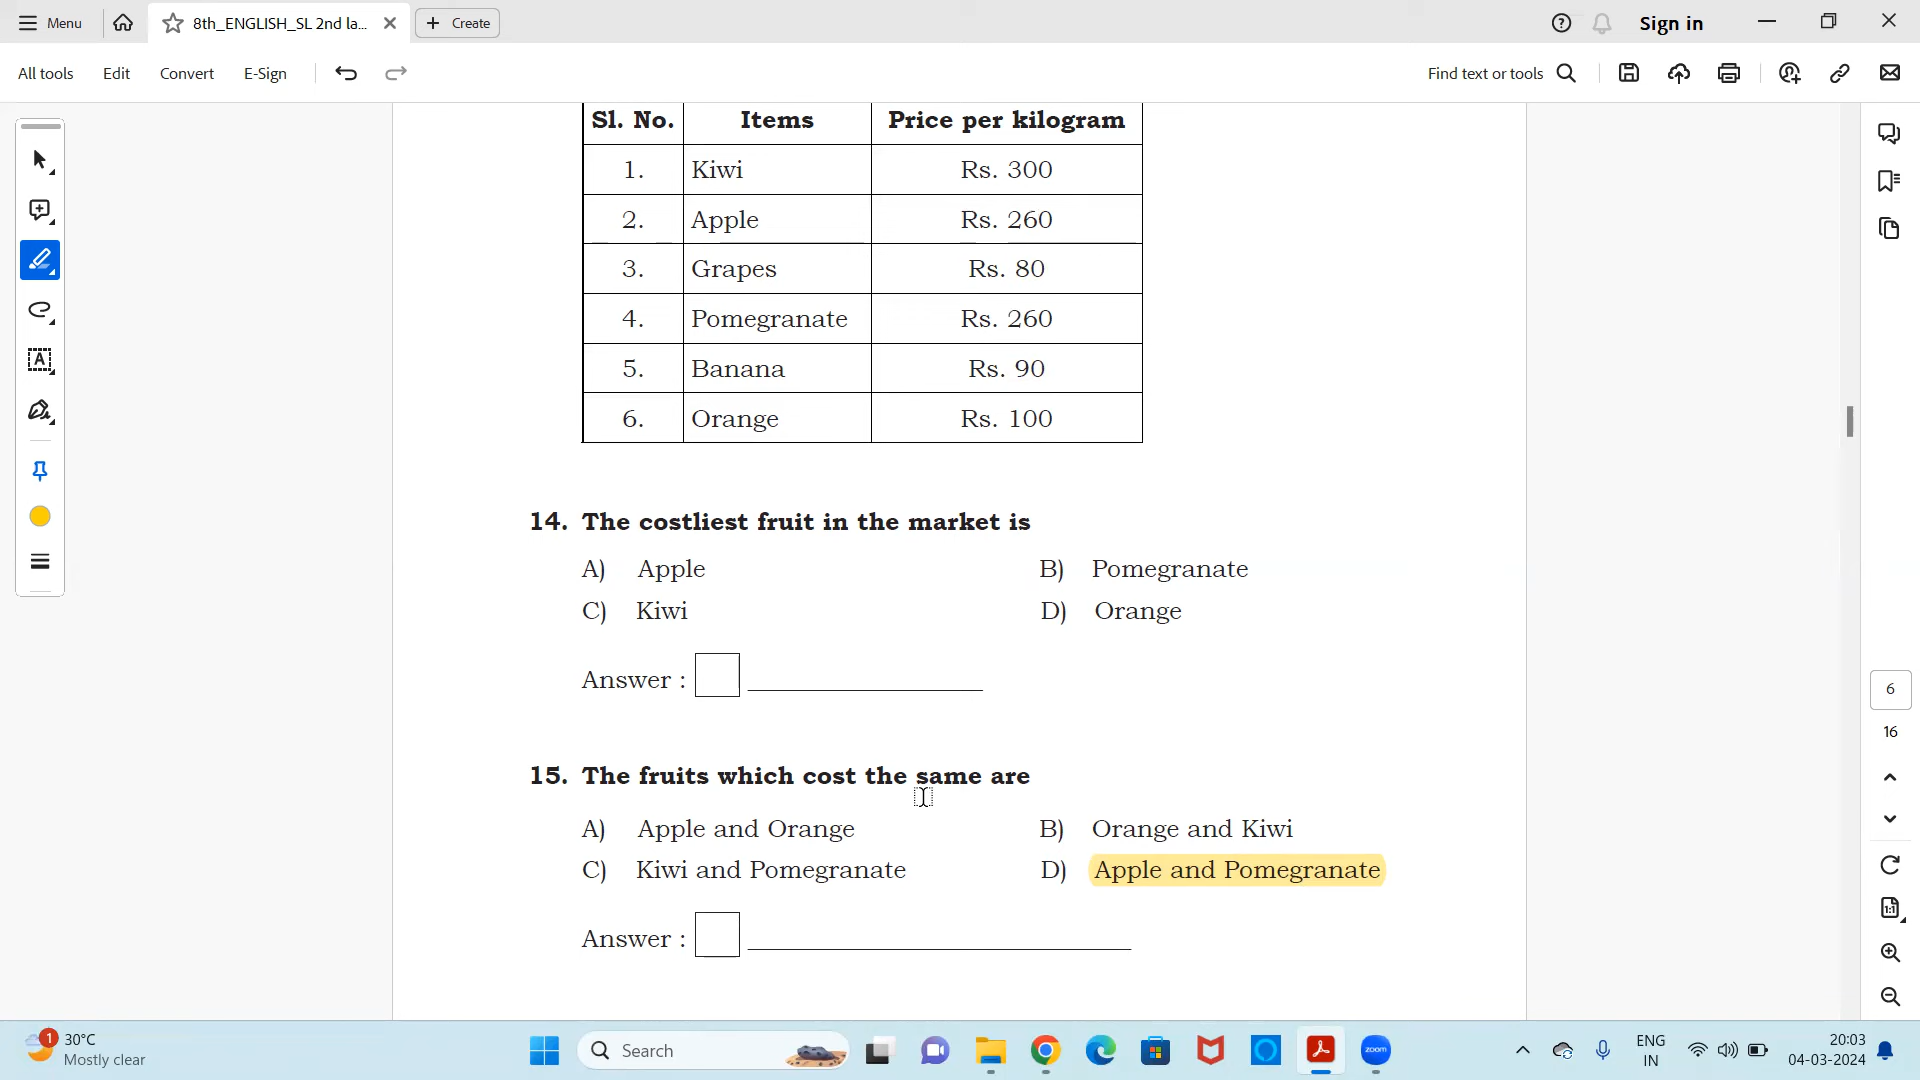 Menu
8th_ENGLISH_SL 2nd la...
Create
Sign in
All tools
Edit
Convert
E-Sign
Find text or tools
Sl. No. Items Price per kilogram
1. Kiwi Rs. 300
2. Apple Rs. 260
3. Grapes Rs. 80
4. Pomegranate Rs. 260
5. Banana Rs. 90
6. Orange Rs. 100
14. The costliest fruit in the market is
A) Apple B) Pomegranate
C) Kiwi D) Orange
Answer :
15. The fruits which cost the same are
A) Apple and Orange B) Orange and Kiwi
C) Kiwi and Pomegranate D) Apple and Pomegranate
Answer :
6
16
1:1
1
30°C
Mostly clear
Search
zoom
ENG
IN
20:03
04-03-2024